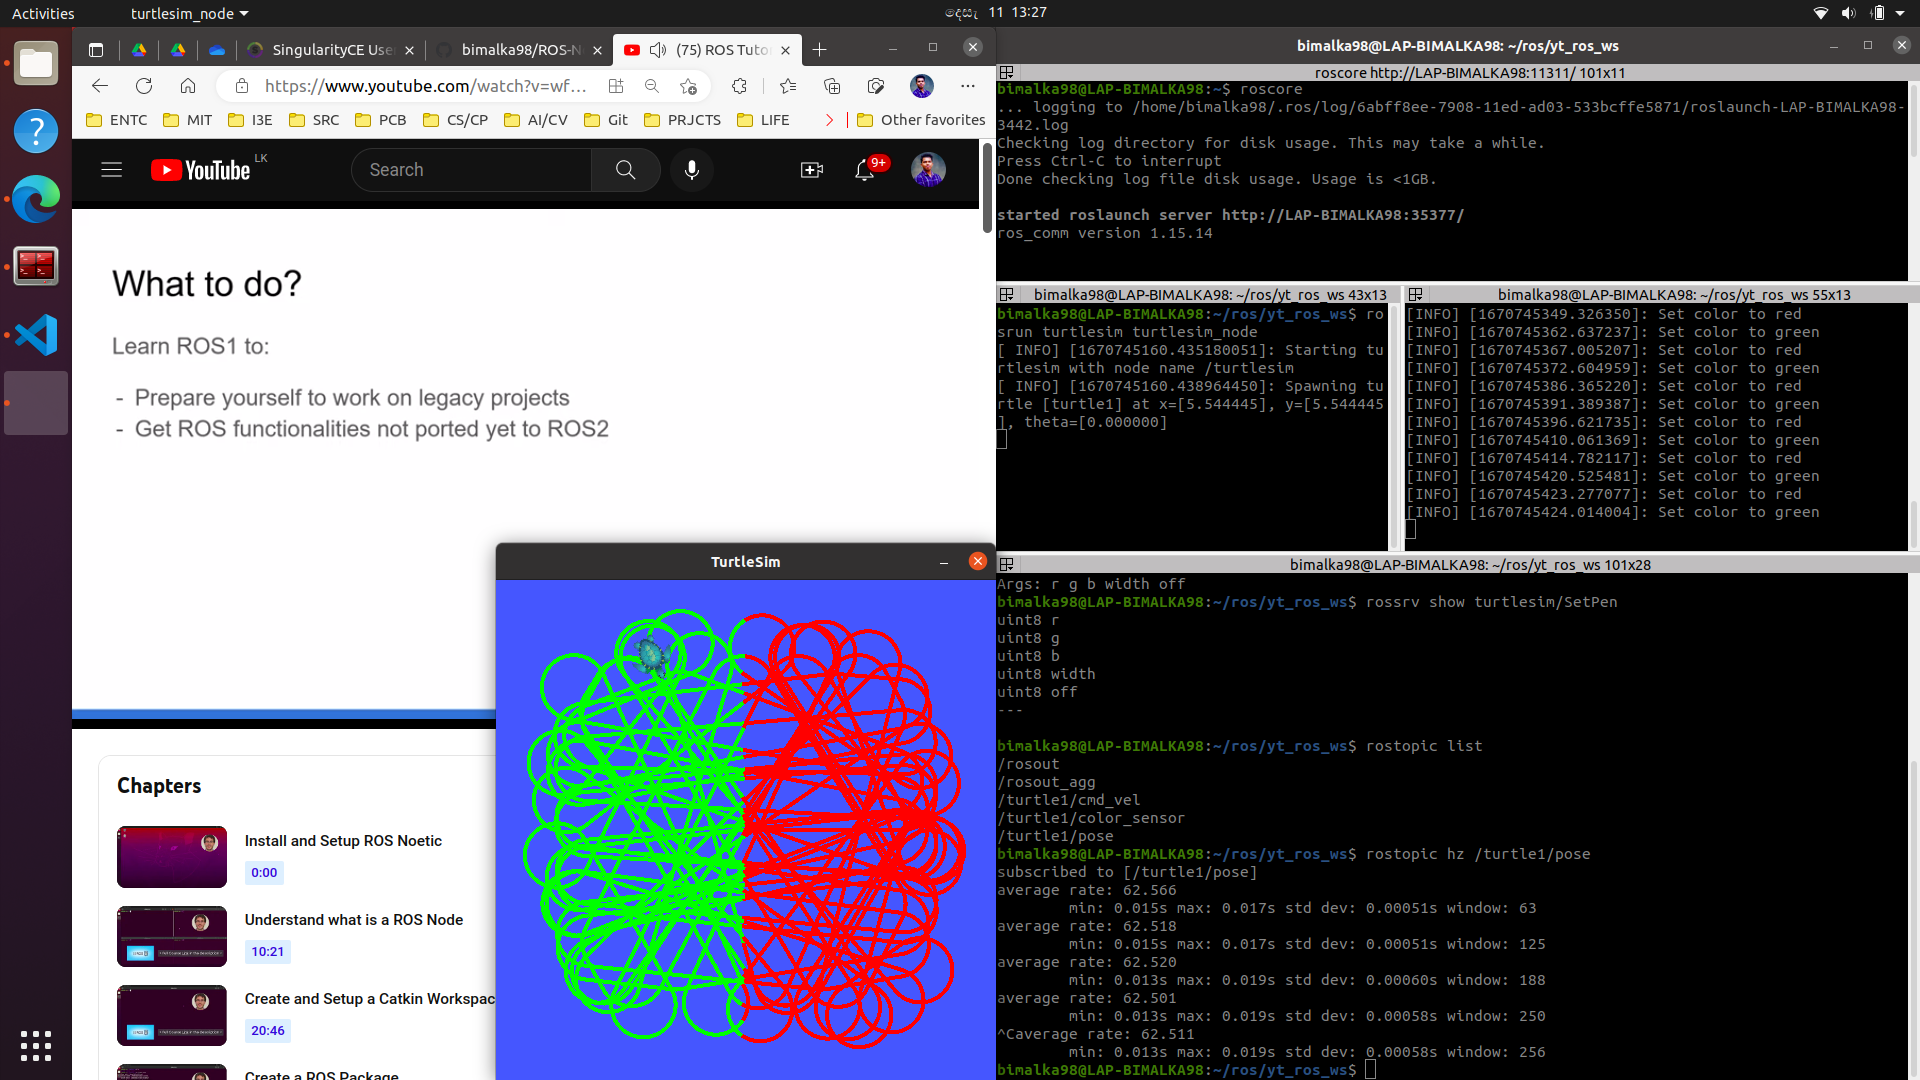 Activities
turtlesim_node
දෙසැ 11 13:27
SingularityCE Use
bimalka98/ROS-N
(75) ROS Tuto
https://www.youtube.com/watch?v=wf...
ENTC
MIT
I3E
SRC
PCB
CS/CP
AI/CV
Git
PRJCTS
LIFE
Other favorites
YouTube LK
Search
9+
What to do?
Learn ROS1 to:
- Prepare yourself to work on legacy projects
- Get ROS functionalities not ported yet to ROS2
Chapters
Install and Setup ROS Noetic
0:00
Understand what is a ROS Node
10:21
Create and Setup a Catkin Workspac
20:46
Create a ROS Package
TurtleSim
bimalka98@LAP-BIMALKA98: ~/ros/yt_ros_ws
roscore http://LAP-BIMALKA98:11311/ 101x11
bimalka98@LAP-BIMALKA98:~$ roscore
... logging to /home/bimalka98/.ros/log/6abff8ee-7908-11ed-ad03-533bcffe5871/roslaunch-LAP-BIMALKA98-
3442.log
Checking log directory for disk usage. This may take a while.
Press Ctrl-C to interrupt
Done checking log file disk usage. Usage is <1GB.
started roslaunch server http://LAP-BIMALKA98:35377/
ros_comm version 1.15.14
bimalka98@LAP-BIMALKA98: ~/ros/yt_ros_ws 43x13
bimalka98@LAP-BIMALKA98:~/ros/yt_ros_ws$ ro
srun turtlesim turtlesim_node
[ INFO] [1670745160.435180051]: Starting tu
rtlesim with node name /turtlesim
[ INFO] [1670745160.438964450]: Spawning tu
rtle [turtle1] at x=[5.544445], y=[5.544445
], theta=[0.000000]
bimalka98@LAP-BIMALKA98: ~/ros/yt_ros_ws 55x13
[INFO] [1670745349.326350]: Set color to red
[INFO] [1670745362.637237]: Set color to green
[INFO] [1670745367.005207]: Set color to red
[INFO] [1670745372.604959]: Set color to green
[INFO] [1670745386.365220]: Set color to red
[INFO] [1670745391.389387]: Set color to green
[INFO] [1670745396.621735]: Set color to red
[INFO] [1670745410.061369]: Set color to green
[INFO] [1670745414.782117]: Set color to red
[INFO] [1670745420.525481]: Set color to green
[INFO] [1670745423.277077]: Set color to red
[INFO] [1670745424.014004]: Set color to green
bimalka98@LAP-BIMALKA98: ~/ros/yt_ros_ws 101x28
Args: r g b width off
bimalka98@LAP-BIMALKA98:~/ros/yt_ros_ws$ rossrv show turtlesim/SetPen
uint8 r
uint8 g
uint8 b
uint8 width
uint8 off
---
bimalka98@LAP-BIMALKA98:~/ros/yt_ros_ws$ rostopic list
/rosout
/rosout_agg
/turtle1/cmd_vel
/turtle1/color_sensor
/turtle1/pose
bimalka98@LAP-BIMALKA98:~/ros/yt_ros_ws$ rostopic hz /turtle1/pose
subscribed to [/turtle1/pose]
average rate: 62.566
min: 0.015s max: 0.017s std dev: 0.00051s window: 63
average rate: 62.518
min: 0.015s max: 0.017s std dev: 0.00051s window: 125
average rate: 62.520
min: 0.013s max: 0.019s std dev: 0.00060s window: 188
average rate: 62.501
min: 0.013s max: 0.019s std dev: 0.00058s window: 250
^Caverage rate: 62.511
min: 0.013s max: 0.019s std dev: 0.00058s window: 256
bimalka98@LAP-BIMALKA98:~/ros/yt_ros_ws$